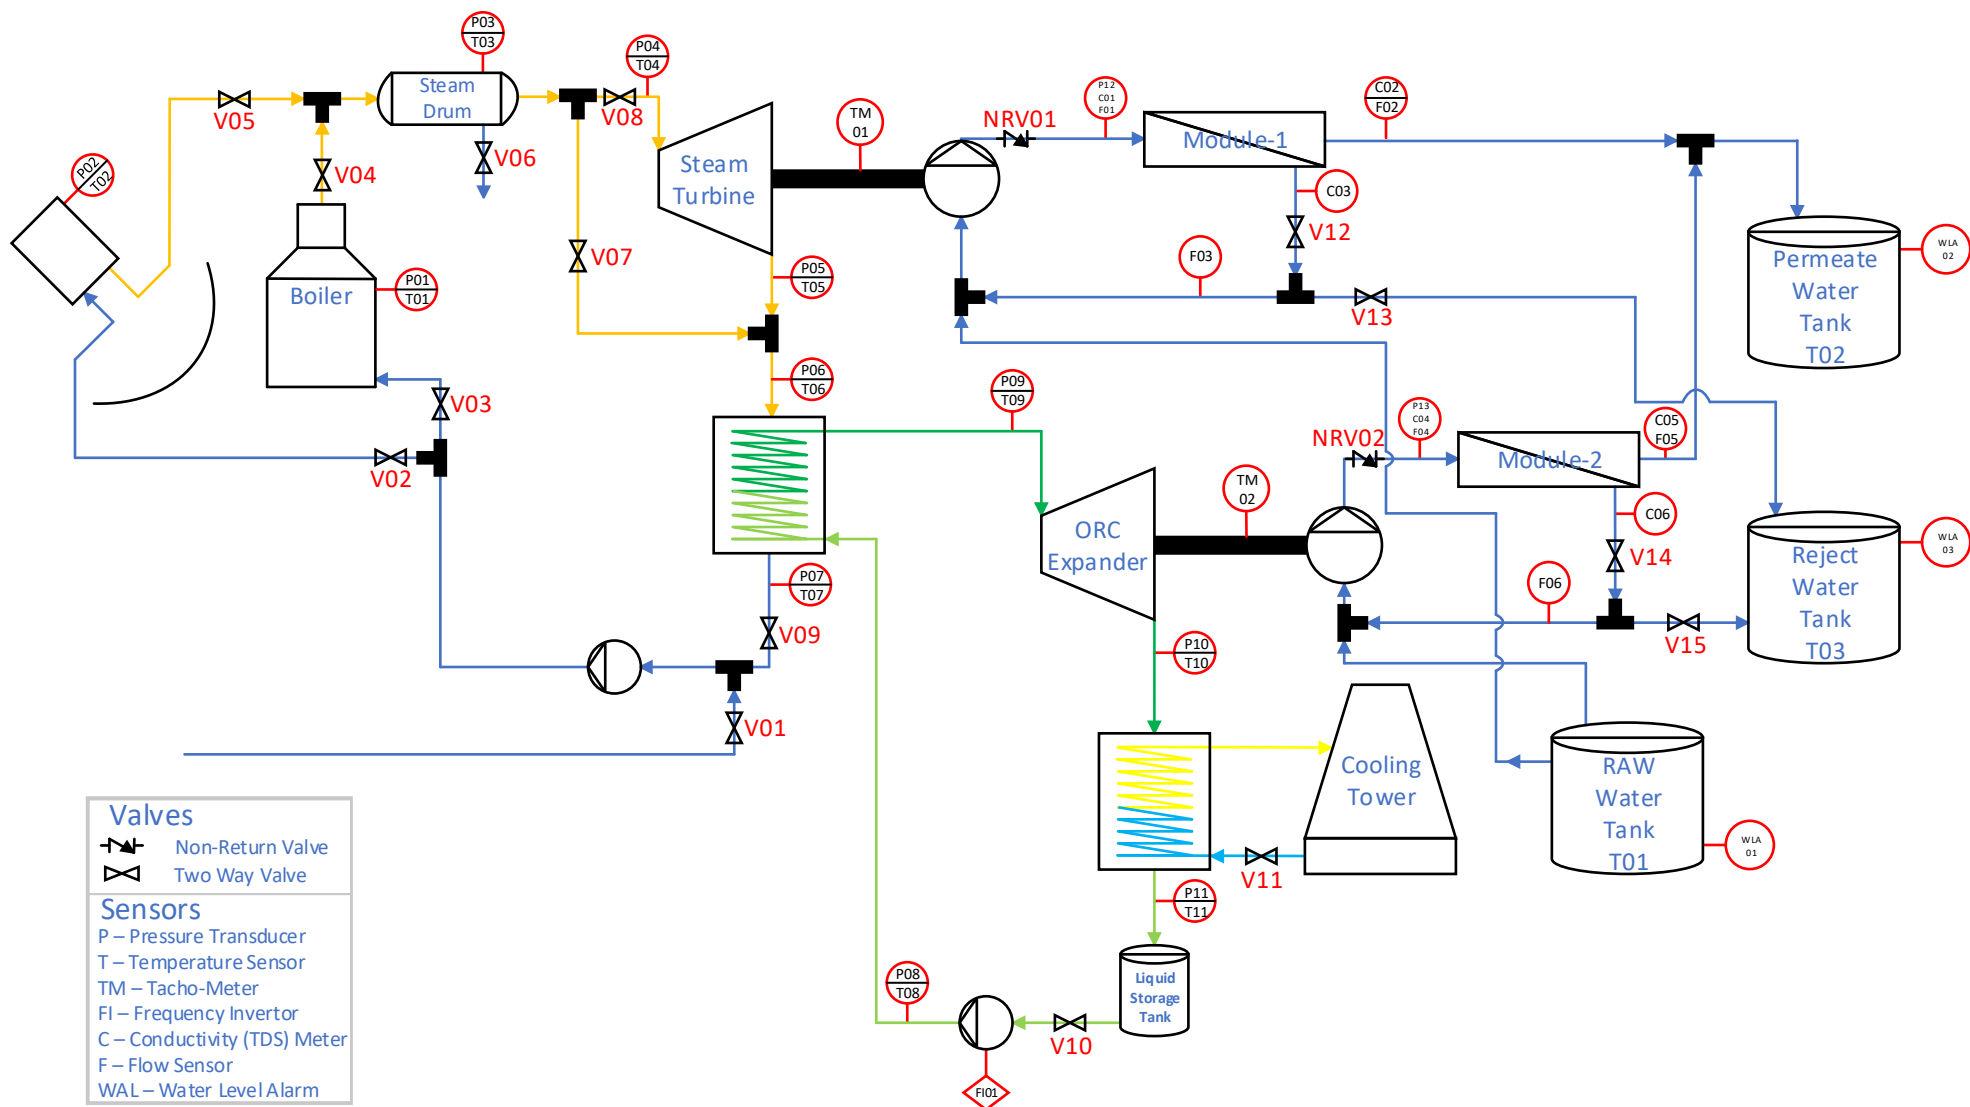 P03
T03
P04
T04
Steam
Drum
V05
V08
V04
V06
P02
T02
Boiler
P01
T01
V07
Steam
Turbine
TM
01
NRV01
P12
C01
F01
Module-1
C02
F02
C03
V12
F03
V13
Permeate
Water
Tank
T02
WLA
02
P05
T05
P06
T06
V03
V02
P09
T09
NRV02
P13
C04
F04
Module-2
C05
F05
TM
02
ORC
Expander
C06
V14
F06
V15
Reject
Water
Tank
T03
WLA
03
P07
T07
V09
V01
P10
T10
Cooling
Tower
V11
RAW
Water
Tank
T01
WLA
01
P11
T11
Liquid
Storage
Tank
P08
T08
V10
FI01
Valves
Non-Return Valve
Two Way Valve
Sensors
P – Pressure Transducer
T – Temperature Sensor
TM – Tacho-Meter
FI – Frequency Invertor
C – Conductivity (TDS) Meter
F – Flow Sensor
WAL – Water Level Alarm